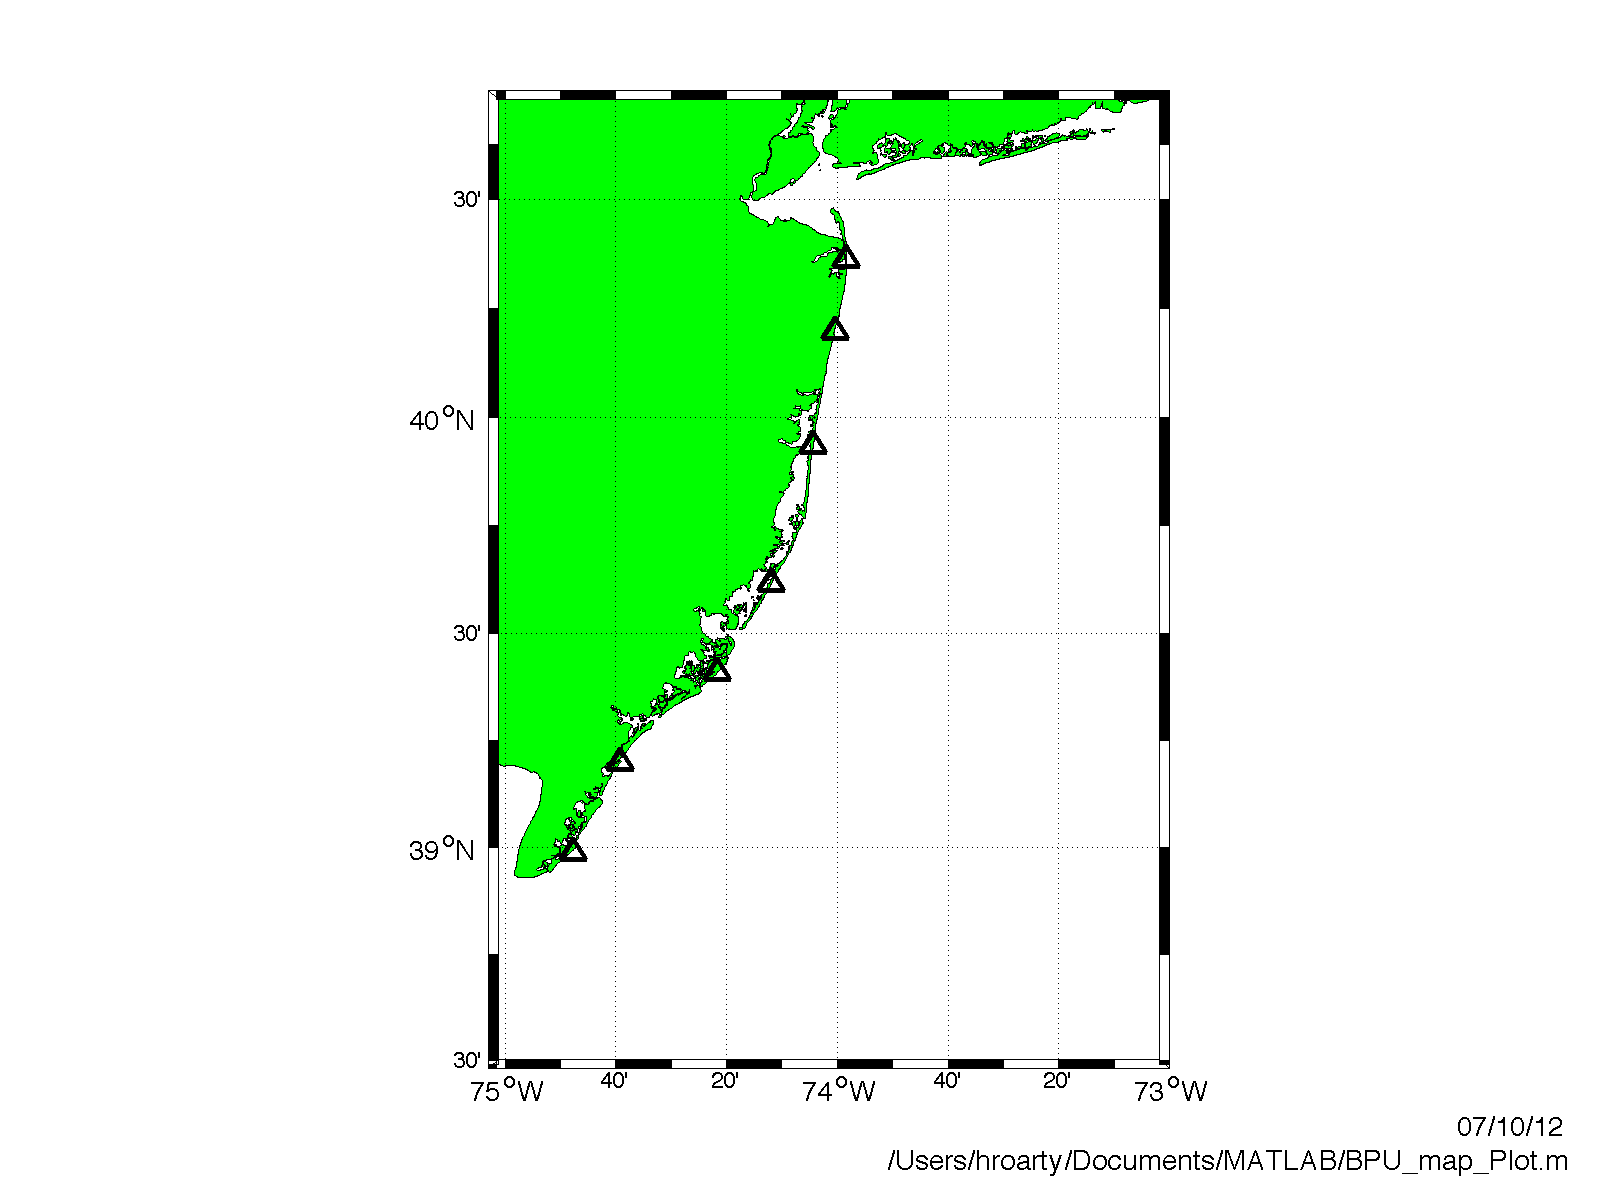 30'
40°N
30'
39°N
30'
75°W 40' 20' 74°W 40' 20' 73°W
07/10/12
/Users/hroarty/Documents/MATLAB/BPU_map_Plot.m